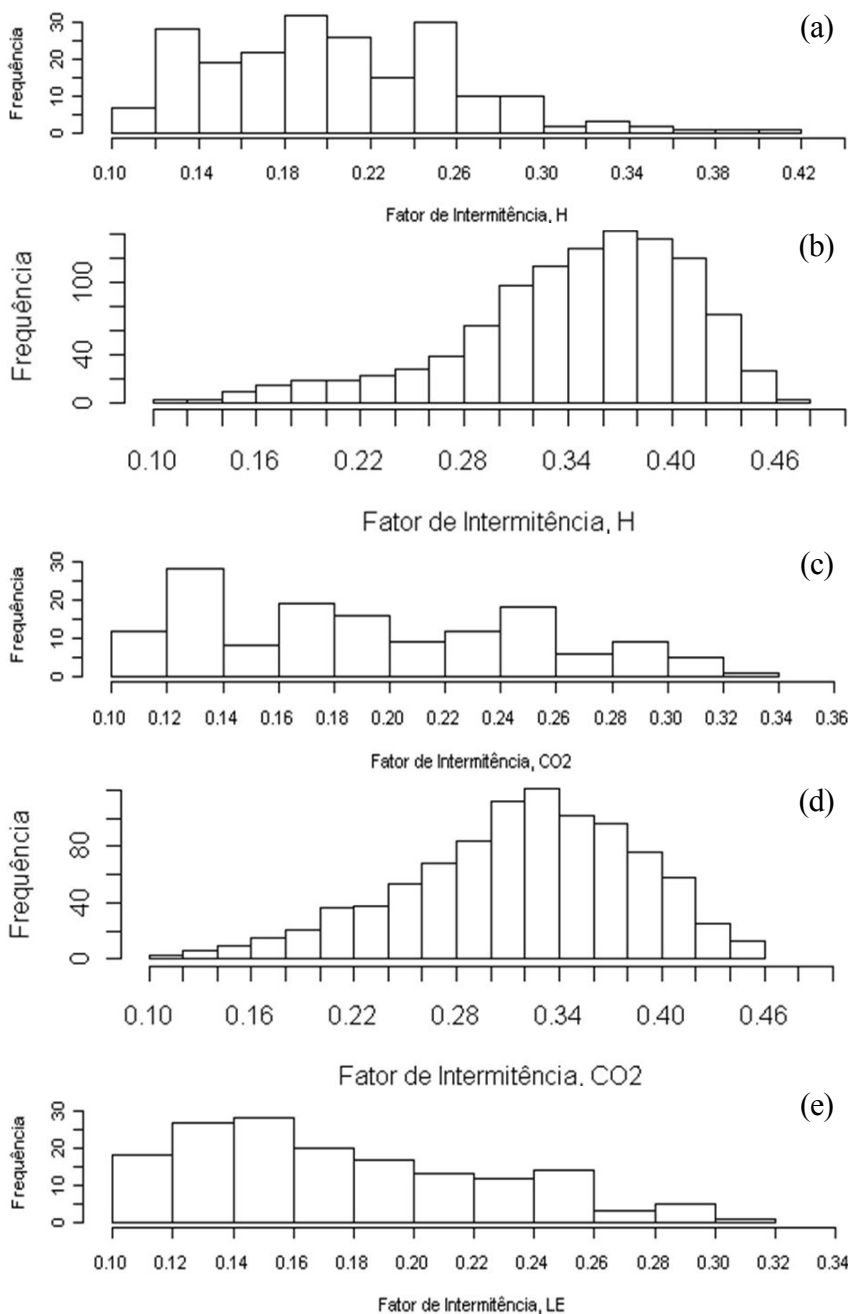 (a)
Frequência
30
20
10
0
0.10 0.14 0.18 0.22 0.26 0.30 0.34 0.38 0.42
Fator de Intermitência, H
(b)
Frequência
100
40
0
0.10 0.16 0.22 0.28 0.34 0.40 0.46
Fator de Intermitência, H
(c)
Frequência
30
20
10
0
0.10 0.12 0.14 0.16 0.18 0.20 0.22 0.24 0.26 0.28 0.30 0.32 0.34 0.36
Fator de Intermitência, CO2
(d)
Frequência
80
40
0
0.10 0.16 0.22 0.28 0.34 0.40 0.46
Fator de Intermitência, CO2
(e)
Frequência
30
20
10
0
0.10 0.12 0.14 0.16 0.18 0.20 0.22 0.24 0.26 0.28 0.30 0.32 0.34
Fator de Intermitência, LE